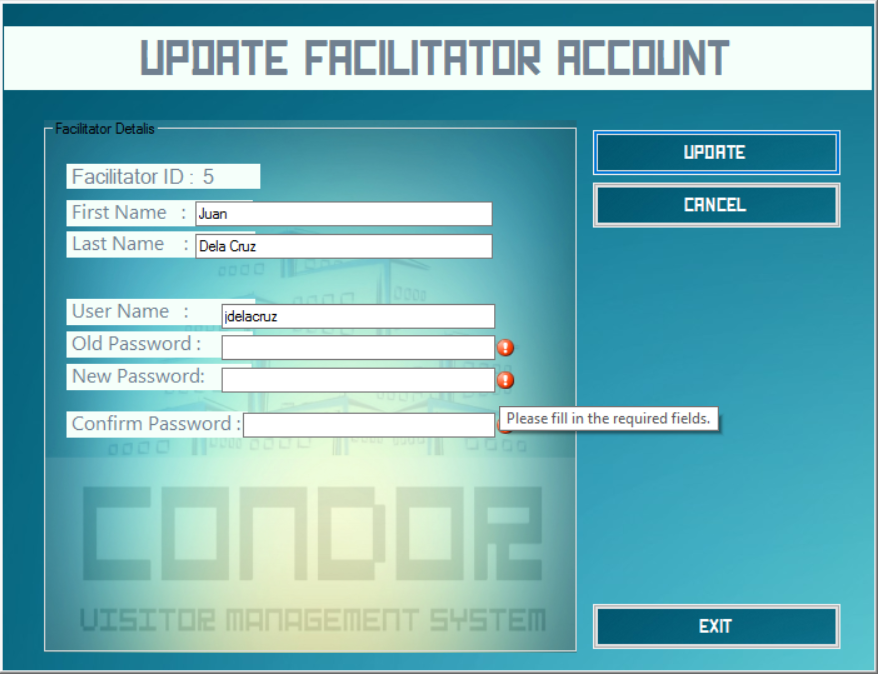 UPDATE FACILITATOR ACCOUNT
Facilitator Detalis
Facilitator ID : 5
First Name : Juan
Last Name : Dela Cruz
User Name : jdelacruz
Old Password :
New Password:
Confirm Password :
Please fill in the required fields.
CONDOR
VISITOR MANAGEMENT SYSTEM
UPDATE
CANCEL
EXIT